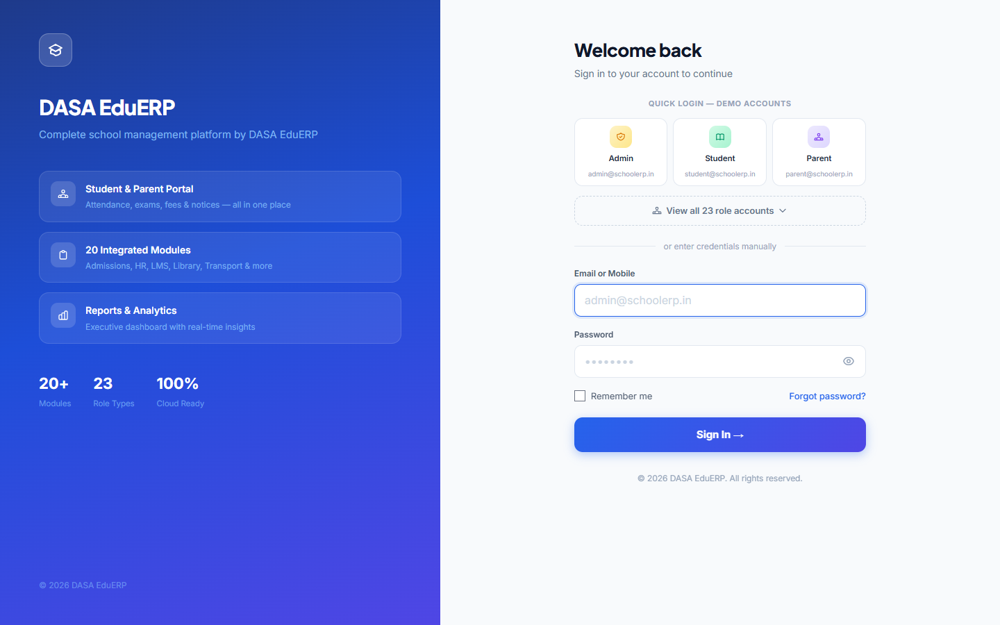 DASA EduERP
Complete school management platform by DASA EduERP
Student & Parent Portal
Attendance, exams, fees & notices — all in one place
20 Integrated Modules
Admissions, HR, LMS, Library, Transport & more
Reports & Analytics
Executive dashboard with real-time insights
20+ 23 100%
Modules Role Types Cloud Ready
© 2026 DASA EduERP
Welcome back
Sign in to your account to continue
QUICK LOGIN — DEMO ACCOUNTS
Admin Student Parent
admin@schoolerp.in student@schoolerp.in parent@schoolerp.in
View all 23 role accounts
or enter credentials manually
Email or Mobile
admin@schoolerp.in
Password
••••••••
Remember me Forgot password?
Sign In →
© 2026 DASA EduERP. All rights reserved.